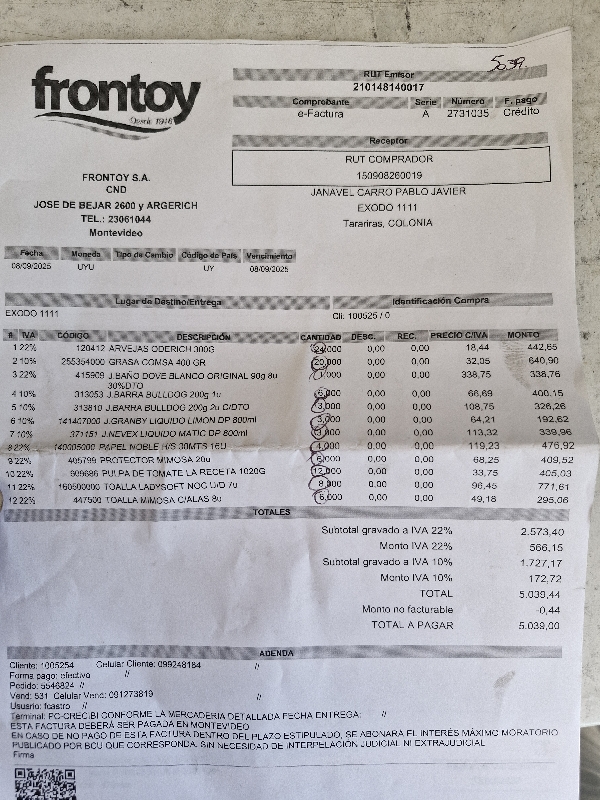 5039
frontoy
Desde 1916
RUT Emisor
210148140017
Comprobante Serie Número F. pago
e-Factura A 2731035 Crédito
Receptor
RUT COMPRADOR
150908260019
JANAVEL CARRO PABLO JAVIER
EXODO 1111
Tarariras, COLONIA
FRONTOY S.A.
CND
JOSE DE BEJAR 2600 y ARGERICH
TEL.: 23061044
Montevideo
Fecha Moneda Tipo de Cambio Código de País Vencimiento
08/09/2025 UYU UY 08/09/2025
Lugar de Destino/Entrega Identificación Compra
EXODO 1111 Cli: 100525 / 0
# IVA CÓDIGO DESCRIPCIÓN CANTIDAD DESC. REC. PRECIO C/IVA MONTO
1 22% 120412 ARVEJAS ODERICH 300G 24,000 0,00 0,00 18,44 442,65
2 10% 255354000 GRASA COMSA 400 GR 20,000 0,00 0,00 32,05 640,90
3 22% 415909 J.BAÑO DOVE BLANCO ORIGINAL 90g 8u 1,000 0,00 0,00 338,75 338,76
30%DTO
4 10% 313053 J.BARRA BULLDOG 200g 1u 6,000 0,00 0,00 66,69 400,15
5 10% 313810 J.BARRA BULLDOG 200g 2u C/DTO 3,000 0,00 0,00 108,75 326,26
6 10% 141407000 J.GRANBY LIQUIDO LIMON DP 800ml 3,000 0,00 0,00 64,21 192,62
7 10% 371151 J.NEVEX LIQUIDO MATIC DP 800ml 3,000 0,00 0,00 113,32 339,96
8 22% 140005000 PAPEL NOBLE H/S 30MTS 16U 4,000 0,00 0,00 119,23 476,92
9 22% 405799 PROTECTOR MIMOSA 20u 6,000 0,00 0,00 68,25 409,52
10 22% 909686 PULPA DE TOMATE LA RECETA 1020G 12,000 0,00 0,00 33,75 405,03
11 22% TOALLA LADYSOFT NOC U/D 7u 8,000 0,00 0,00 96,45 771,61
12 22% 447500 TOALLA MIMOSA C/ALAS 8u 6,000 0,00 0,00 49,18 295,06
TOTALES
Subtotal gravado a IVA 22% 2.573,40
Monto IVA 22% 566,15
Subtotal gravado a IVA 10% 1.727,17
Monto IVA 10% 172,72
TOTAL 5.039,44
Monto no facturable -0,44
TOTAL A PAGAR 5.039,00
ADENDA
Cliente: 1005254 Celular Cliente: 099248184 //
Forma pago: efectivo //
Pedido: 5546824 //
Vend: 531 Celular Vend: 091273819 //
Usuario: fcastro //
Terminal: PC-CRECIBI CONFORME LA MERCADERIA DETALLADA FECHA ENTREGA: //
ESTA FACTURA DEBERÁ SER PAGADA EN MONTEVIDEO
EN CASO DE NO PAGO DE ESTA FACTURA DENTRO DEL PLAZO ESTIPULADO, SE ABONARA EL INTERÉS MÁXIMO MORATORIO
PUBLICADO POR BCU QUE CORRESPONDA. SIN NECESIDAD DE INTERPELACIÓN JUDICIAL NI EXTRAJUDICIAL
Firma